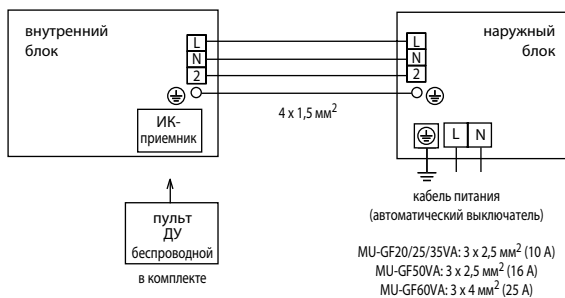 внутренний
блок
L
N
2
ИК-
приемник
пульт
ДУ
беспроводной
в комплекте
4 x 1,5 мм²
наружный
блок
L
N
2
L N
кабель питания
(автоматический выключатель)
MU-GF20/25/35VA: 3 x 2,5 мм² (10 А)
MU-GF50VA: 3 x 2,5 мм² (16 А)
MU-GF60VA: 3 x 4 мм² (25 А)